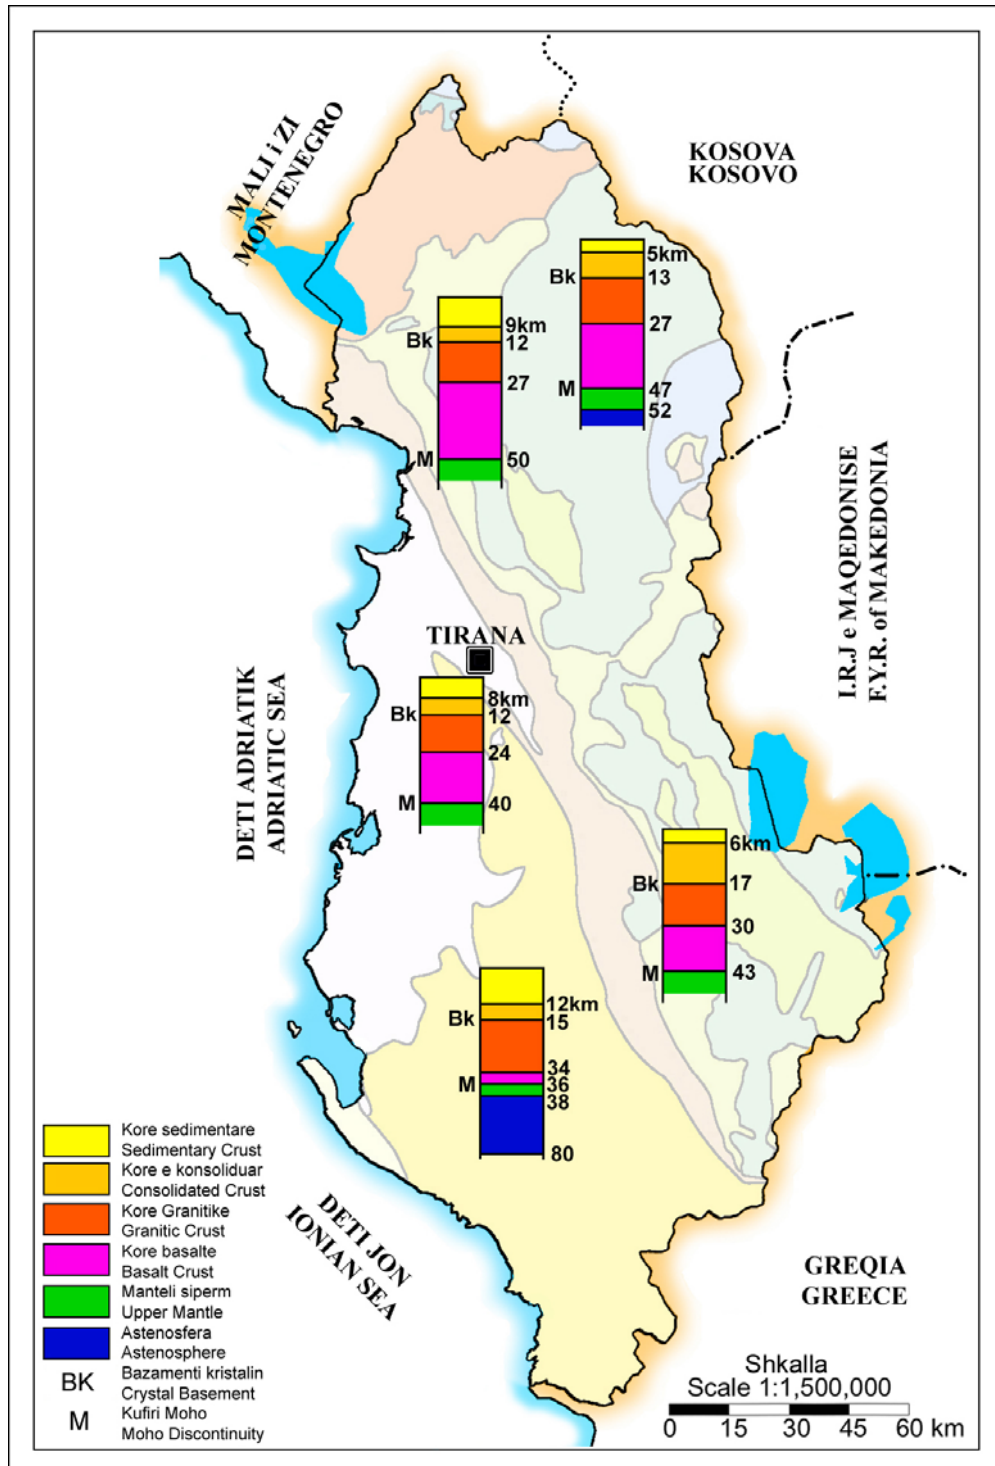 MALI i ZI
MONTENEGRO
KOSOVA
KOSOVO
5km
Bk
13
27
M
47
52
9km
Bk
12
27
M
50
I.R.J e MAQEDONISE
F.Y.R. of MAKEDONIA
TIRANA
DETI ADRIATIK
ADRIATIC SEA
8km
Bk
12
24
M
40
6km
Bk
17
30
M
43
12km
Bk
15
34
M
36
38
80
Kore sedimentare
Sedimentary Crust
Kore e konsoliduar
Consolidated Crust
Kore Granitike
Granitic Crust
Kore basalte
Basalt Crust
Manteli siperm
Upper Mantle
Astenosfera
Astenosphere
BK
Bazamenti kristalin
Crystal Basement
M
Kufiri Moho
Moho Discontinuity
DETI JON
IONIAN SEA
GREQIA
GREECE
Shkalla
Scale 1:1,500,000
0 15 30 45 60 km